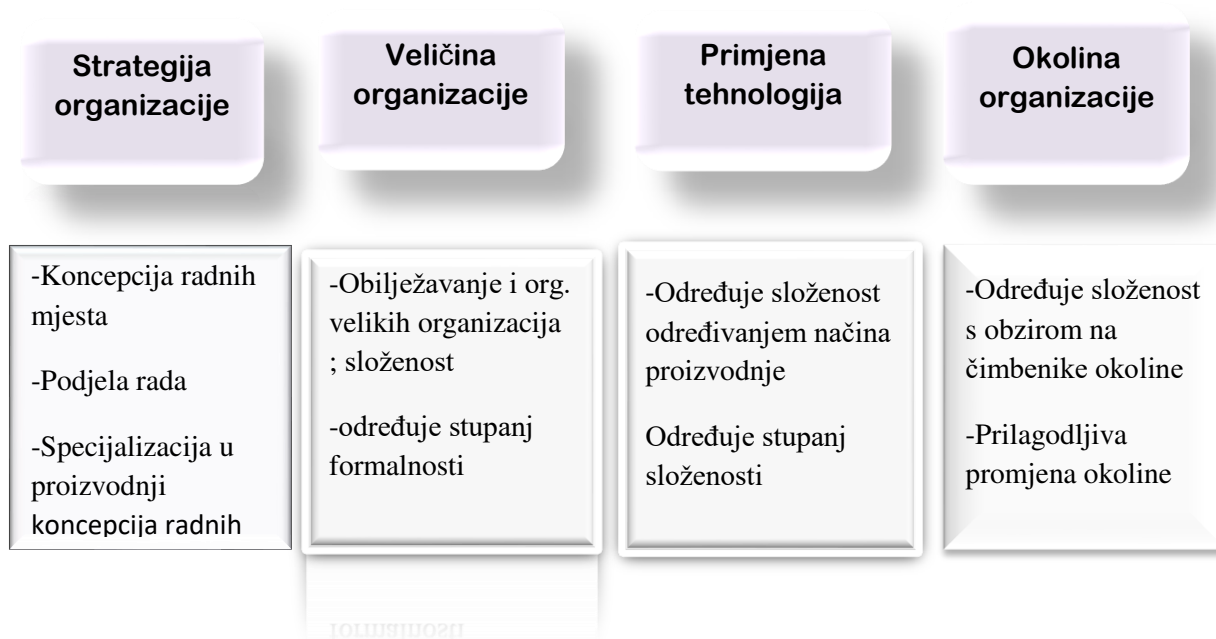 Strategija
organizacije
Veličina
organizacije
Primjena
tehnologija
Okolina
organizacije
-Koncepcija radnih
mjesta
-Podjela rada
-Specijalizacija u
proizvodnji
koncepcija radnih
-Obilježavanje i org.
velikih organizacija
; složenost
-određuje stupanj
formalnosti
-Određuje složenost
određivanjem načina
proizvodnje
Određuje stupanj
složenosti
-Određuje složenost
s obzirom na
čimbenike okoline
-Prilagodljiva
promjena okoline